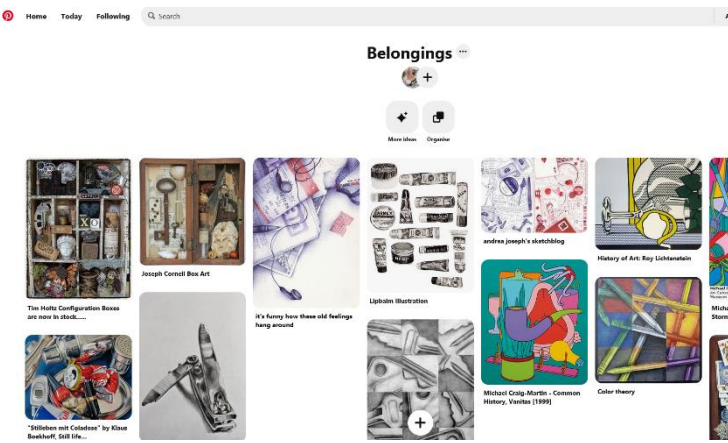 Home Today Following Search
Belongings
More ideas Organise
Tim Holtz Configuration Boxes
are now in stock.....
"Stilleben mit Coladose" by Klaus
Boekhoff, Still life...
Joseph Cornell Box Art
it's funny how these old feelings
hang around
Lipbalm Illustration
andrea joseph's sketchblog
Michael Craig-Martin - Common
History, Vanitas [1999]
History of Art: Roy Lichtenstein
Color theory